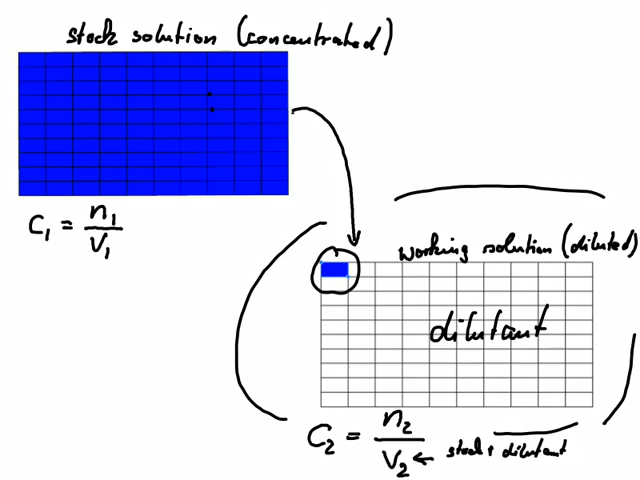 stock solution (concentrated)
C₁ = n₁ / V₁
working solution (diluted)
dilutant
C₂ = n₂ / V₂ ← stock + dilutant